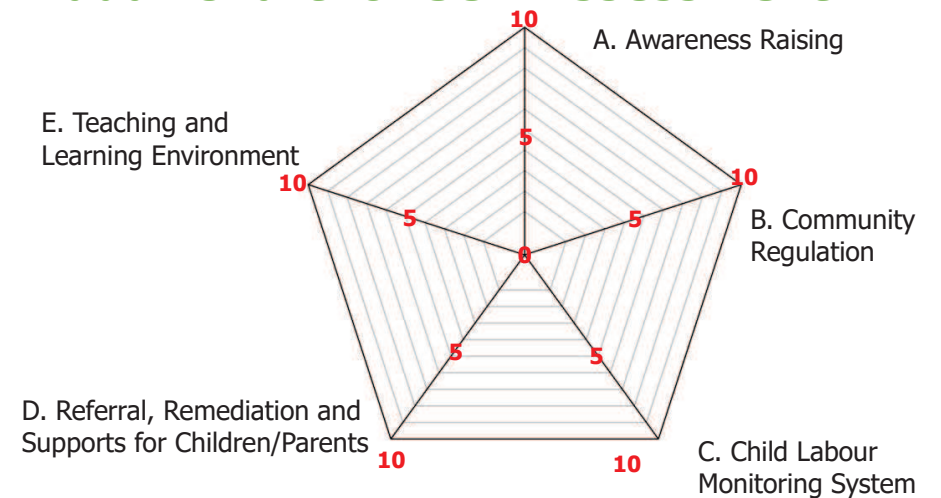 10
A. Awareness Raising
E. Teaching and
Learning Environment
5
10
10
5
5
B. Community
Regulation
0
5
5
D. Referral, Remediation and
Supports for Children/Parents
10
10
C. Child Labour
Monitoring System